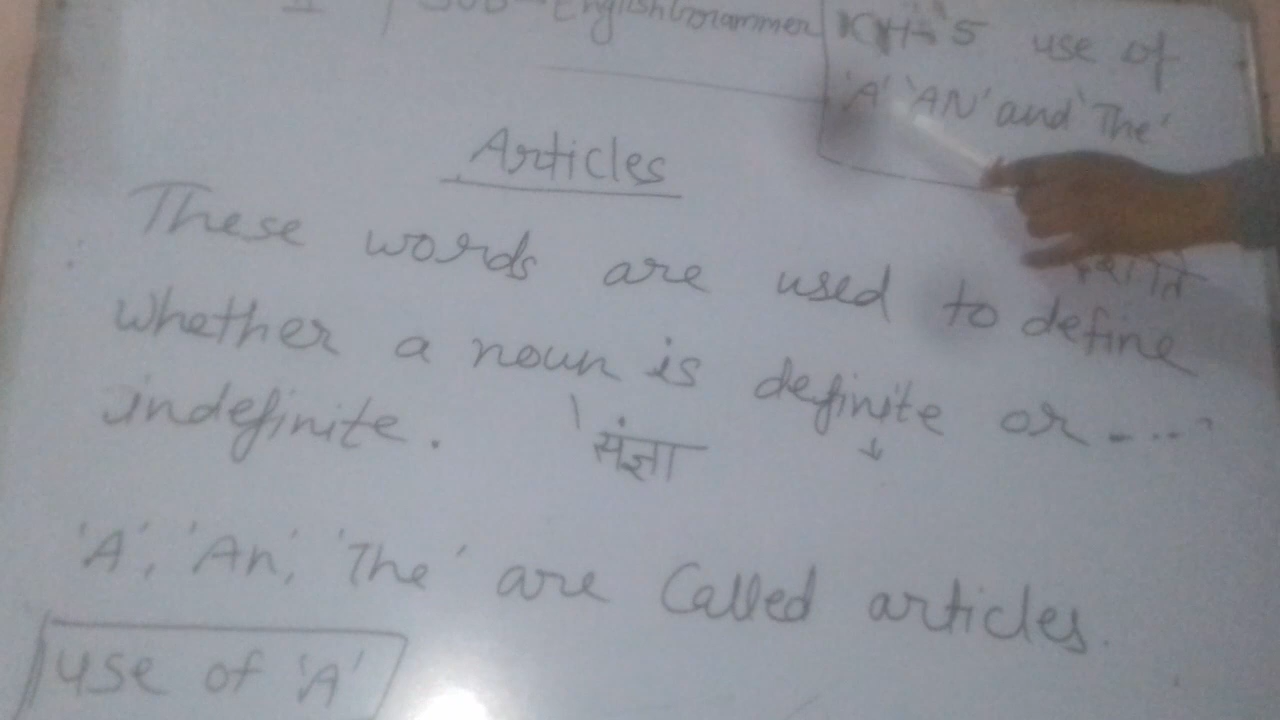 English Grammer
use of
'A' 'AN' and 'The'
Articles
These words are used to define
whether a noun is definite or ....
indefinite.
संज्ञा
'A', 'An', 'The' are Called articles.
use of 'A'